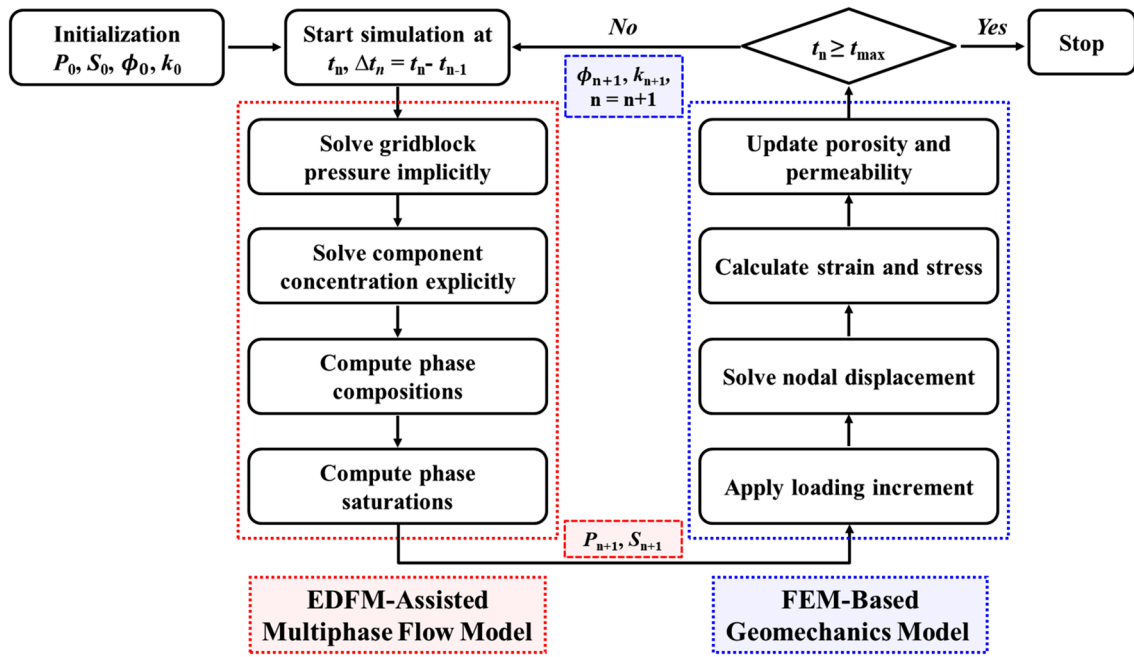 Initialization
P₀, S₀, ϕ₀, k₀
Start simulation at
tₙ, Δtₙ = tₙ- tₙ₋₁
No
tₙ ≥ tₘₐₓ
Yes
Stop
ϕₙ₊₁, kₙ₊₁,
n = n+1
Solve gridblock
pressure implicitly
Solve component
concentration explicitly
Compute phase
compositions
Compute phase
saturations
Pₙ₊₁, Sₙ₊₁
Apply loading increment
Solve nodal displacement
Calculate strain and stress
Update porosity and
permeability
EDFM-Assisted
Multiphase Flow Model
FEM-Based
Geomechanics Model